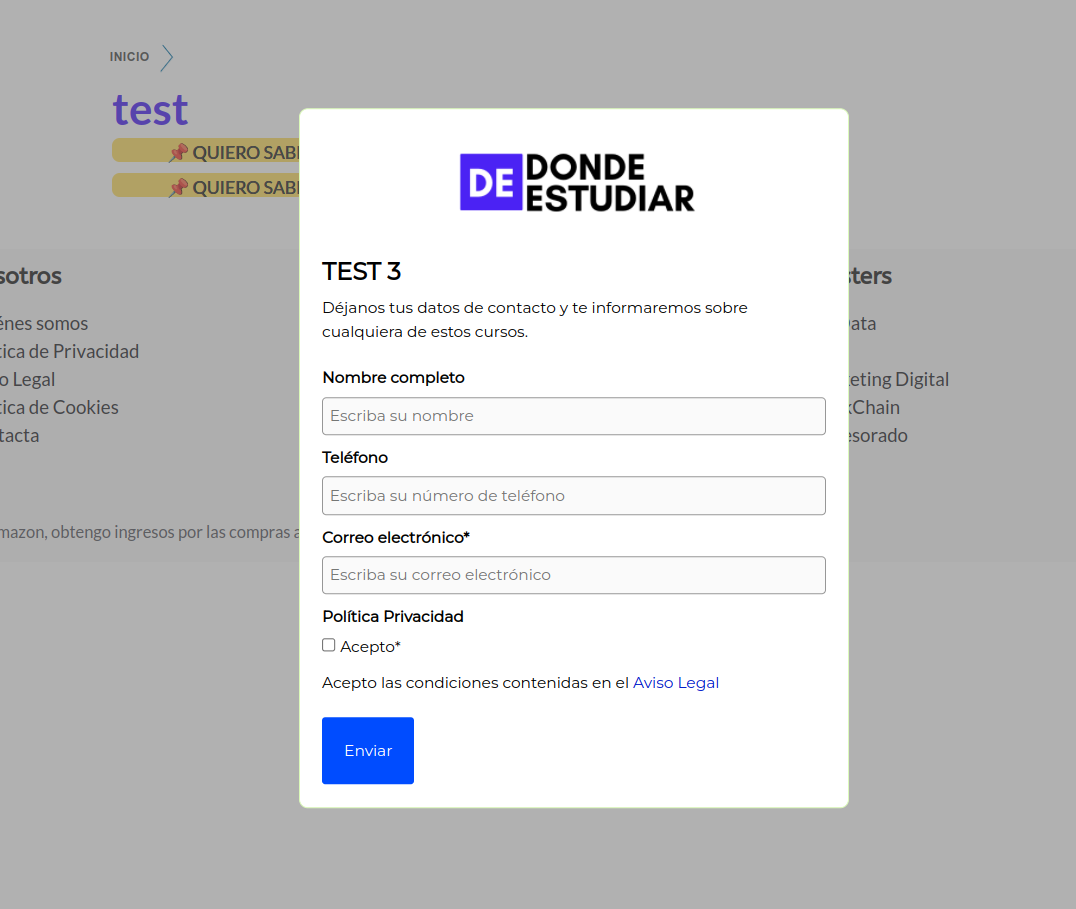 INICIO
test
📌 QUIERO
📌 QUIERO
DE DONDE
ESTUDIAR
TEST 3
Déjanos tus datos de contacto y te informaremos sobre
cualquiera de estos cursos.
Nombre completo
Escriba su nombre
Teléfono
Escriba su número de teléfono
Correo electrónico*
Escriba su correo electrónico
Política Privacidad
Acepto*
Acepto las condiciones contenidas en el Aviso Legal
Enviar
sotros
énes somos
tica de Privacidad
o Legal
tica de Cookies
tacta
mazon, obtengo ingresos por las compras a
sters
ata
eting Digital
Chain
esorado